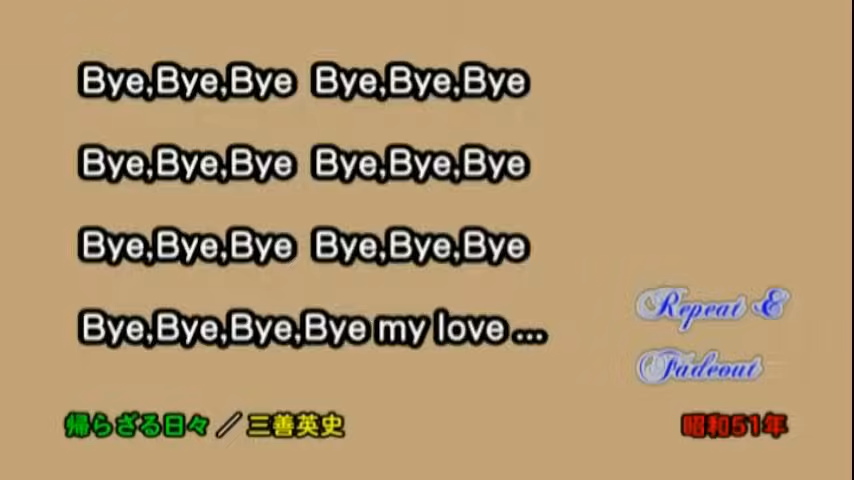 Bye,Bye,Bye Bye,Bye,Bye
Bye,Bye,Bye Bye,Bye,Bye
Bye,Bye,Bye Bye,Bye,Bye
Bye,Bye,Bye,Bye my love ...
Repeat &
Fadeout
帰らざる日々 ／ 三善英史 昭和51年